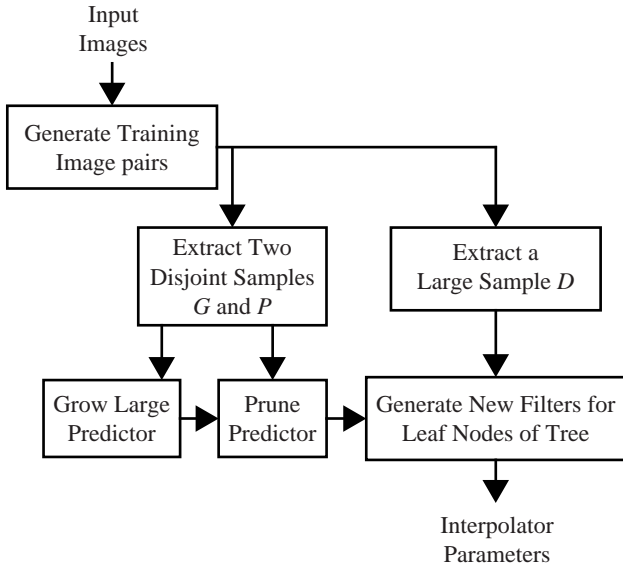 Input
Images
Generate Training
Image pairs
Extract Two
Disjoint Samples
G and P
Extract a
Large Sample D
Grow Large
Predictor
Prune
Predictor
Generate New Filters for
Leaf Nodes of Tree
Interpolator
Parameters